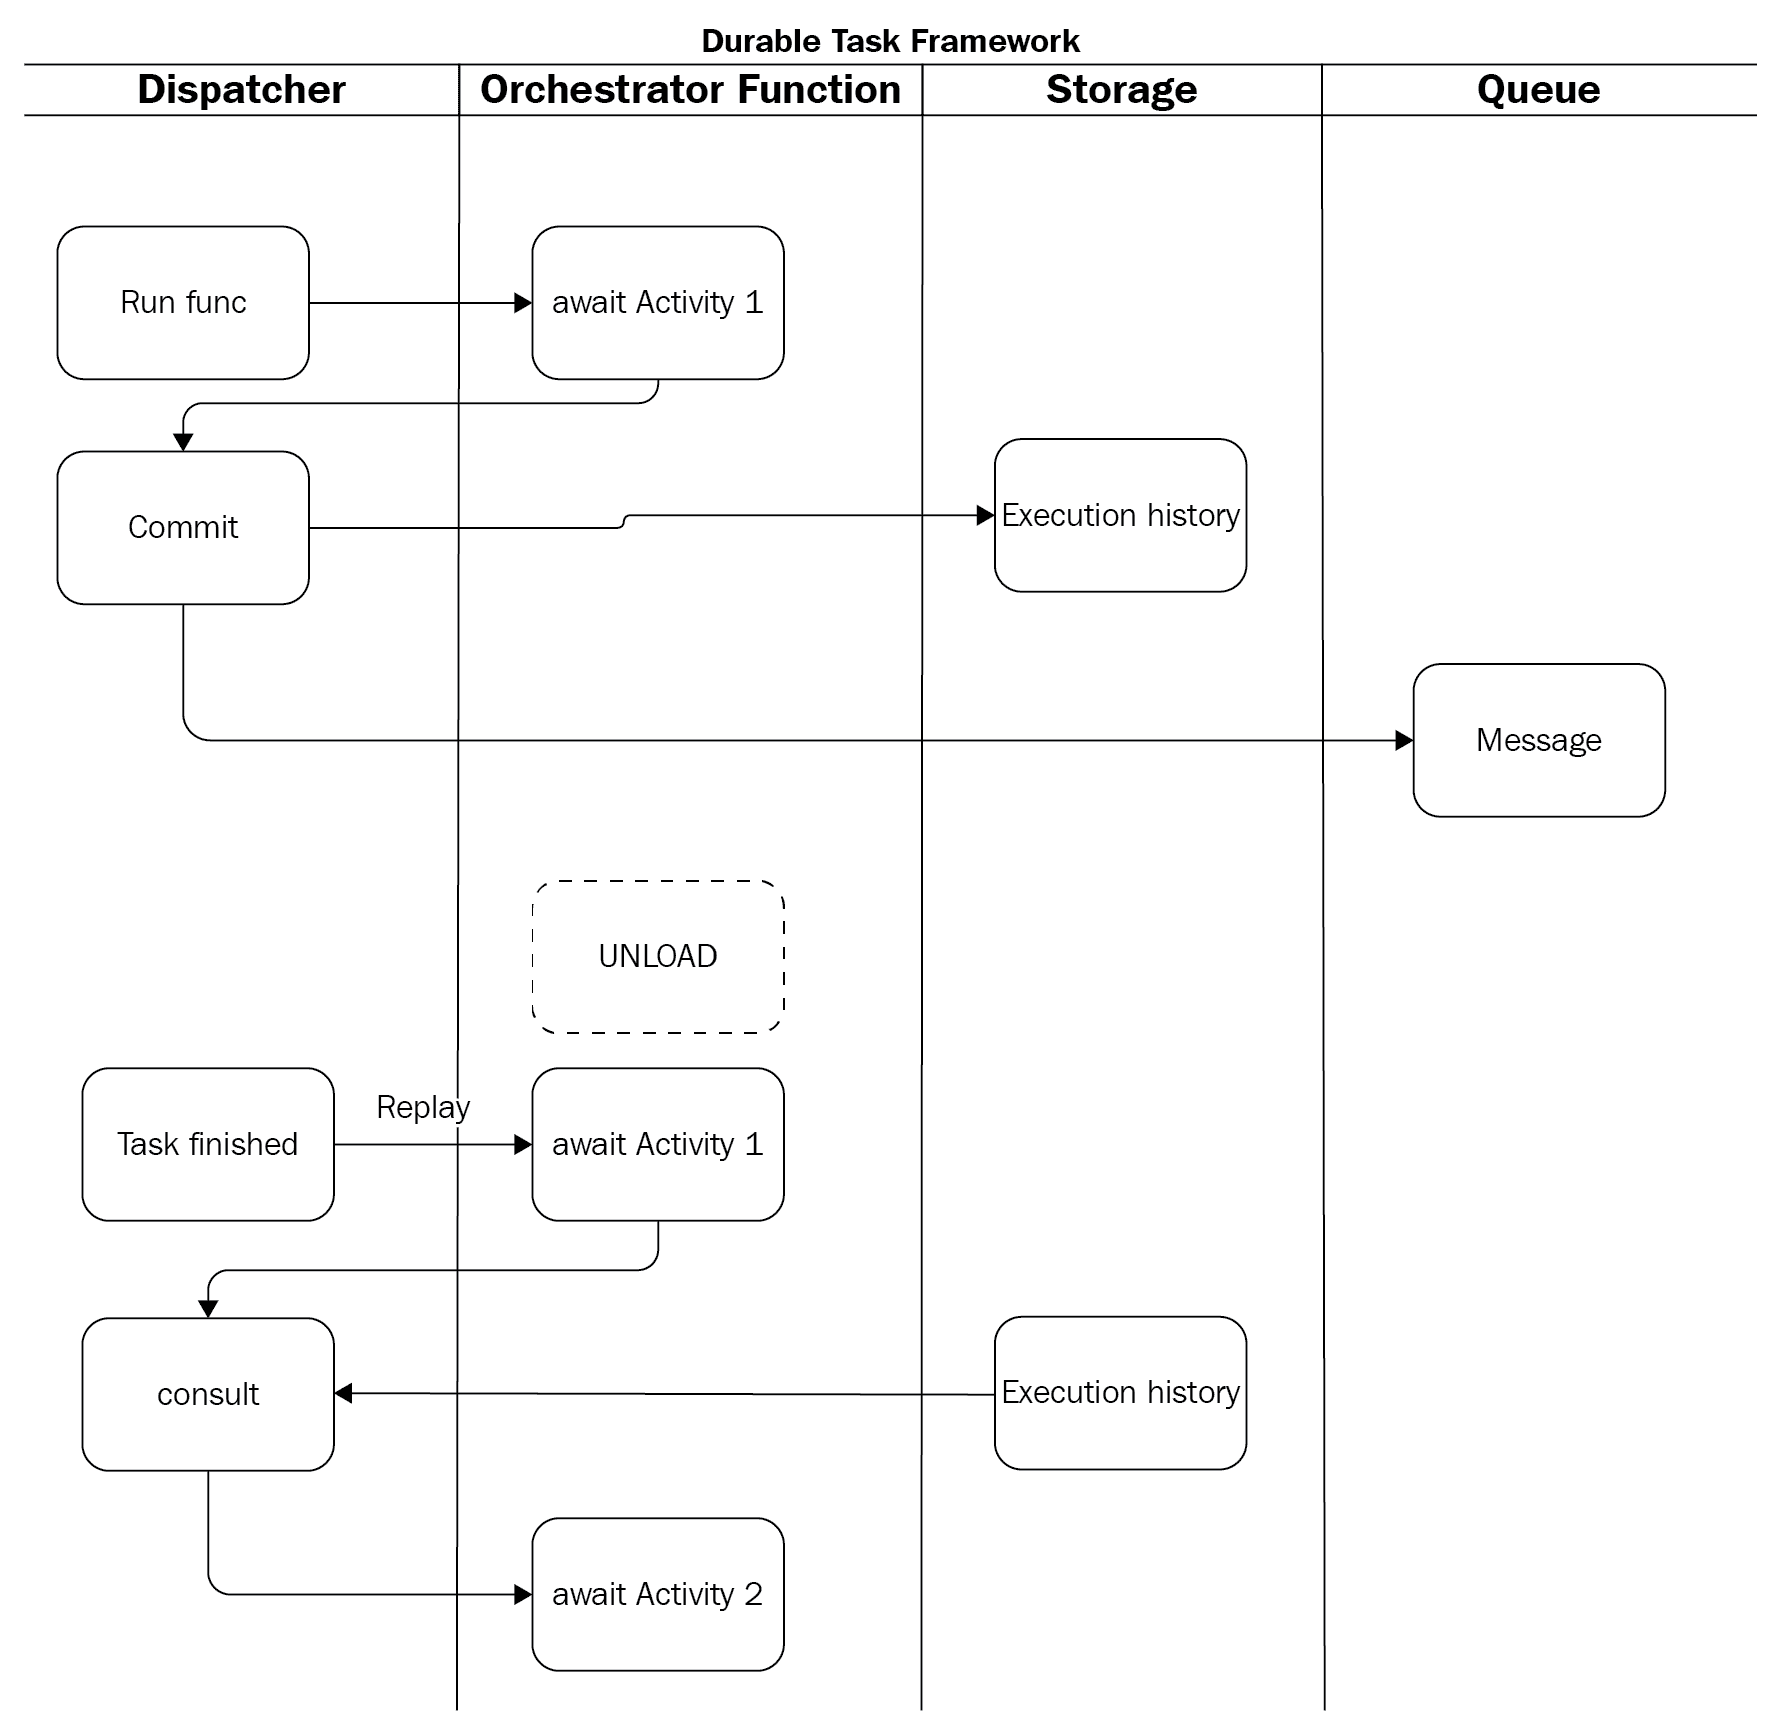 Durable Task Framework
Dispatcher
Orchestrator Function
Storage
Queue
Run func
await Activity 1
Commit
Execution history
Message
UNLOAD
Replay
Task finished
await Activity 1
consult
Execution history
await Activity 2